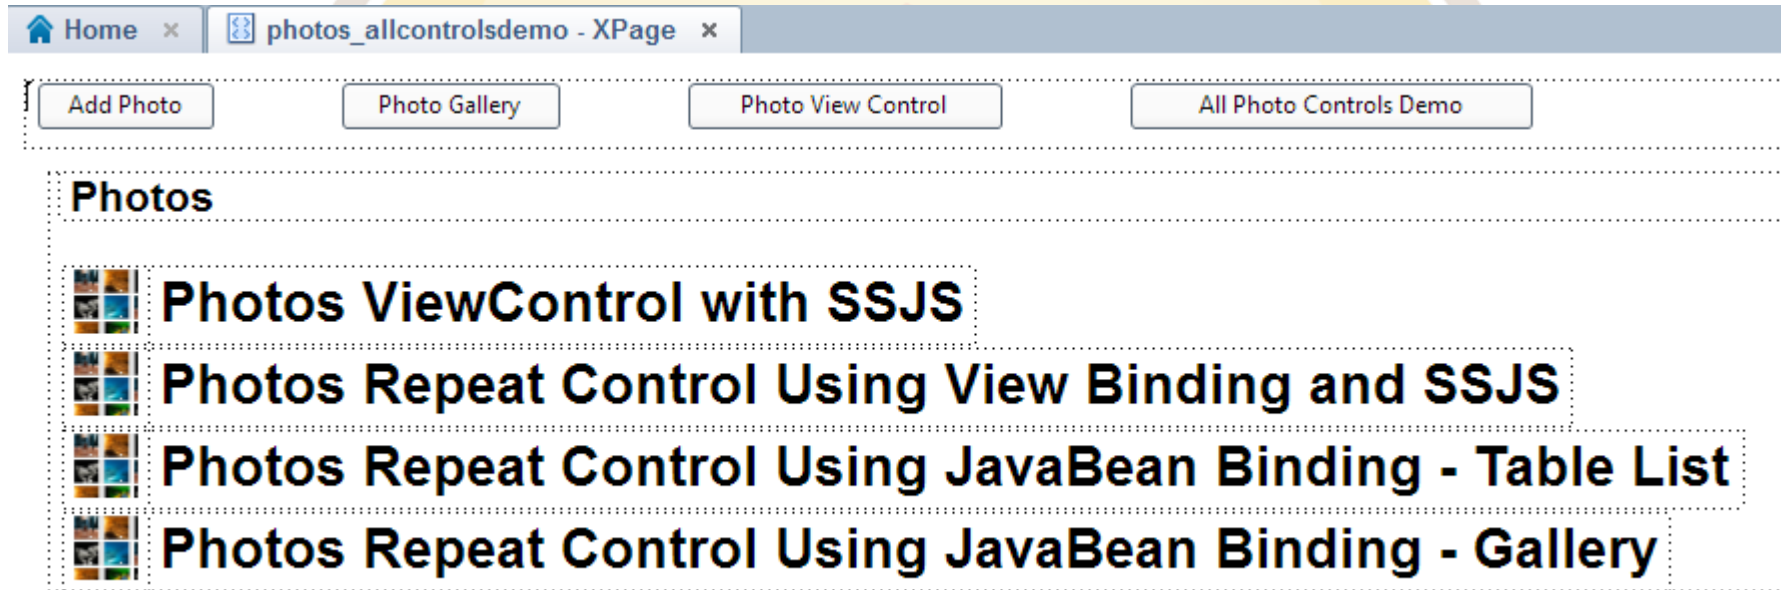 Home × photos_allcontrolsdemo - XPage ×
Add Photo Photo Gallery Photo View Control All Photo Controls Demo
Photos
Photos ViewControl with SSJS
Photos Repeat Control Using View Binding and SSJS
Photos Repeat Control Using JavaBean Binding - Table List
Photos Repeat Control Using JavaBean Binding - Gallery